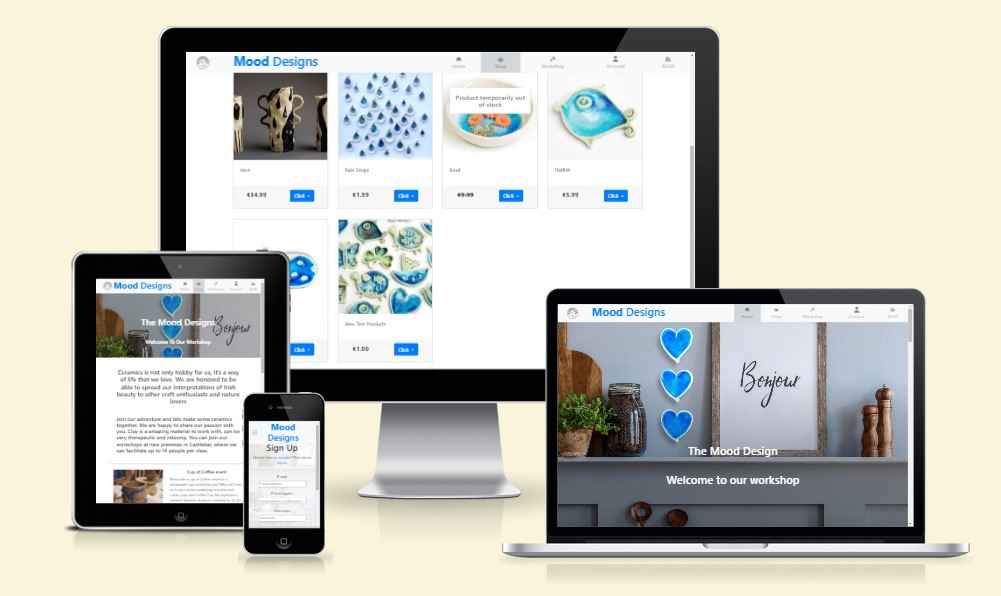 Mood Designs
Home
Shop
Workshop
Account
€0.00
Product temporarily out
of stock
Vase
Rain Drops
Bowl
Flatfish
€34.99
Click
€1.99
Click
€9.99
Click
€5.99
Click
New Test Products
Click
€1.00
Click
Mood Designs
Home
Shop
Workshop
Account
The Mood Designs
Bonjour
Welcome To Our Workshop
Ceramics is not only hobby for us, it's a way
of life that we love. We are honored to be
able to spread our interpretations of Irish
beauty to other craft enthusiasts and nature
lovers
Join our adventure and lets make some ceramics
together. We are happy to share our passion with
you. Clay is a amazing material to work with, can be
very therapeutic and relaxing. You can join our
workshops at new premises in Castlebar, where we
can facilitate up to 14 people per class.
Cup of Coffee event
Mood
Designs
Sign Up
E-mail
Mood Designs
Home
Shop
Workshop
Account
Bonjour
The Mood Design
Welcome to our workshop